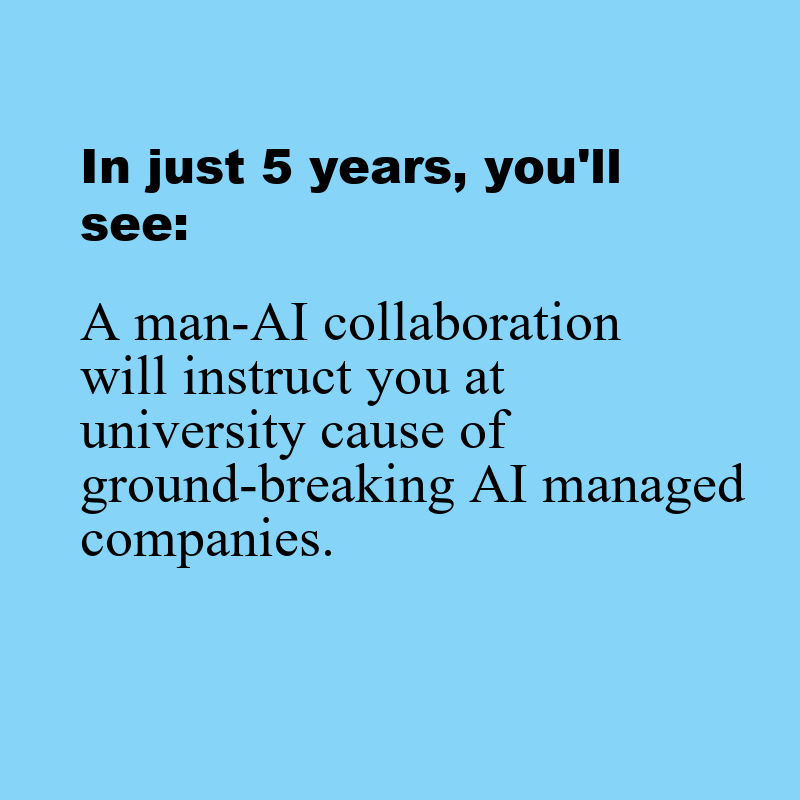 In just 5 years, you'll
see:
A man-AI collaboration
will instruct you at
university cause of
ground-breaking AI managed
companies.